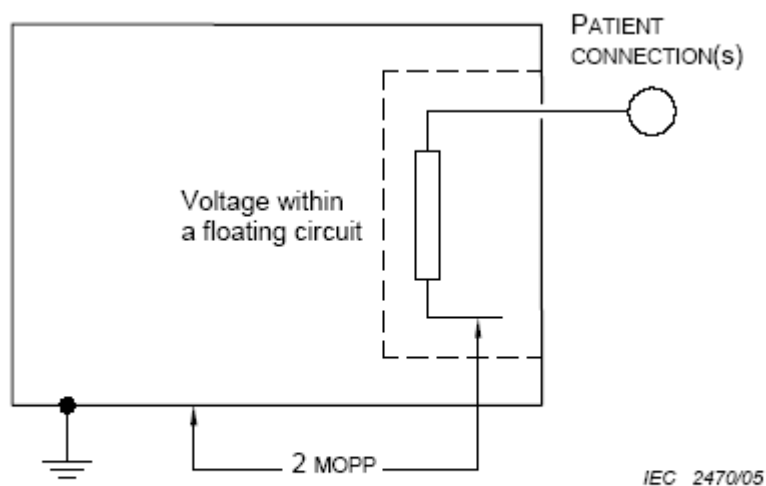 PATIENT
CONNECTION(s)
Voltage within
a floating circuit
2 MOPP
IEC 2470/05